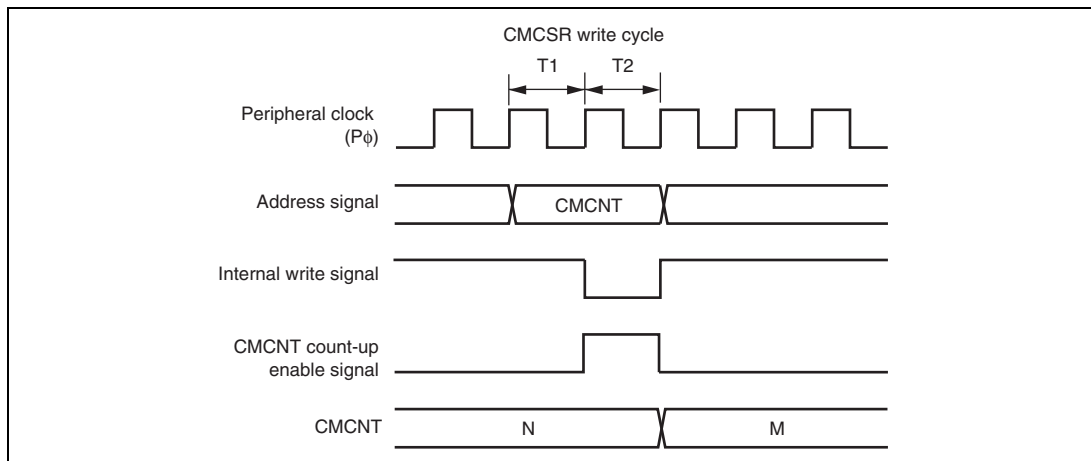 CMCSR write cycle
T1 T2
Peripheral clock
(Pϕ)
Address signal
CMCNT
Internal write signal
CMCNT count-up
enable signal
CMCNT
N M